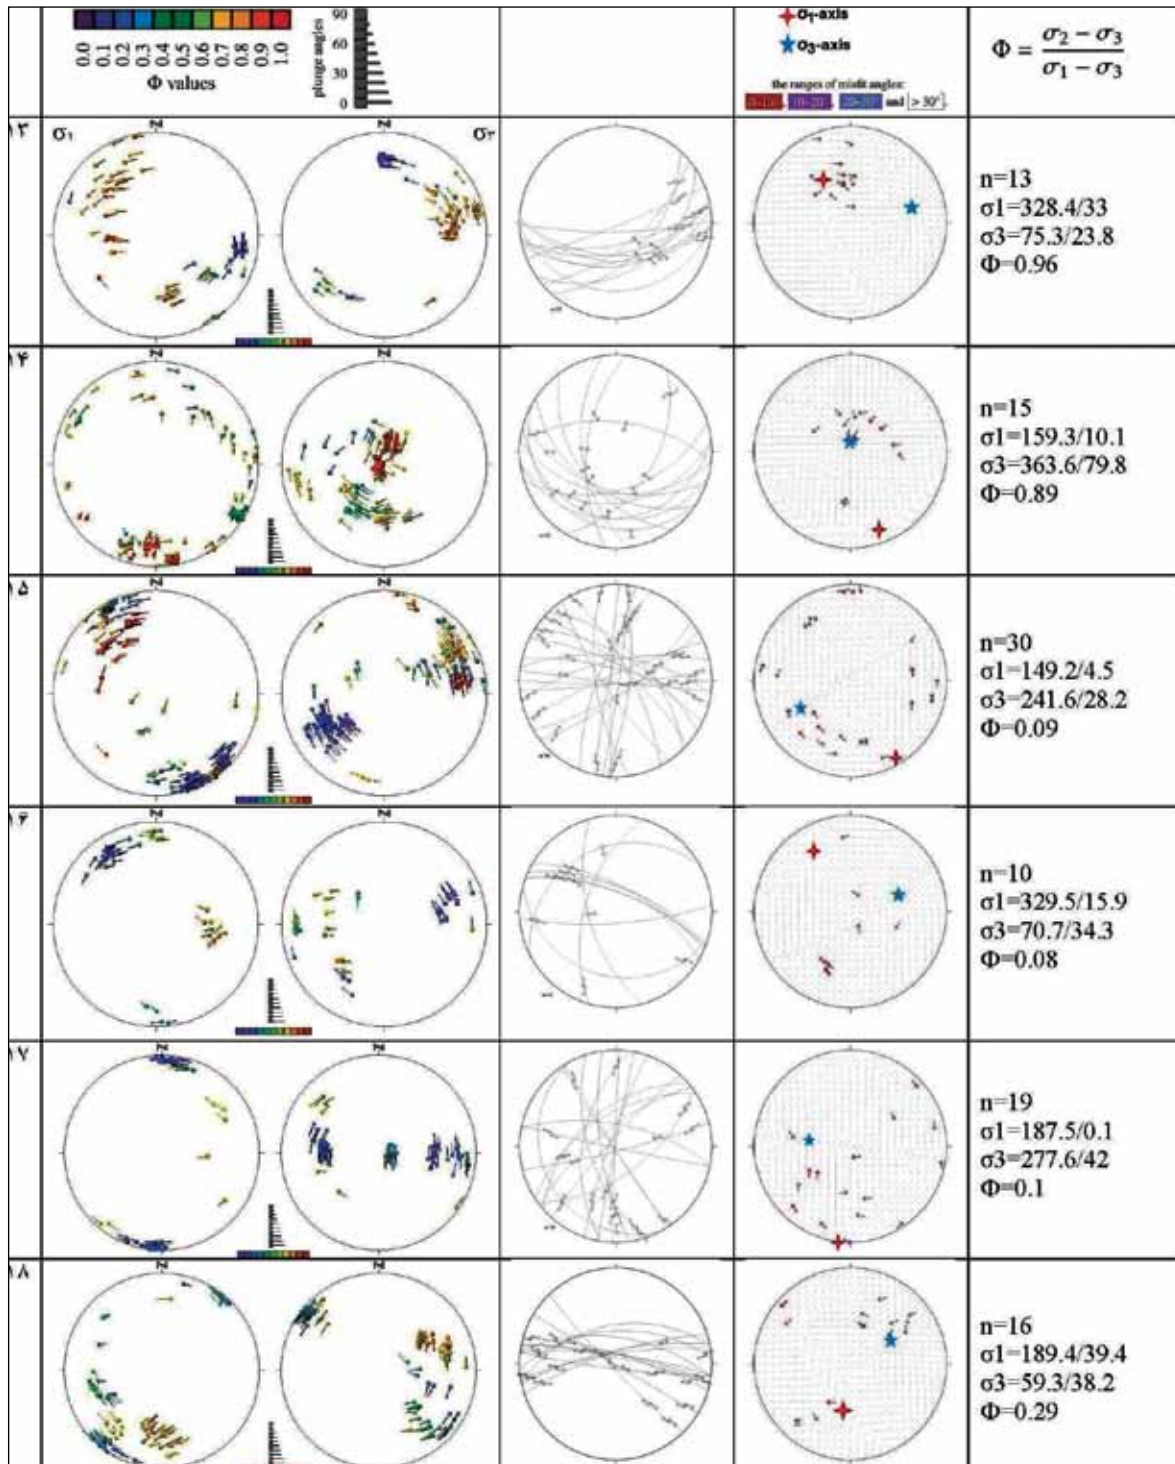 0.0 0.1 0.2 0.3 0.4 0.5 0.6 0.7 0.8 0.9 1.0
Φ values
plunge angles
90
60
30
0
σ₁-axis
σ₃-axis
the ranges of misfit angles:
and [> 30°].
Φ = σ₂ − σ₃ / σ₁ − σ₃
۱۳
σ₁
N
N
σ۳
n=13
σ1=328.4/33
σ3=75.3/23.8
Φ=0.96
۱۴
N
N
n=15
σ1=159.3/10.1
σ3=363.6/79.8
Φ=0.89
۱۵
N
N
n=30
σ1=149.2/4.5
σ3=241.6/28.2
Φ=0.09
۱۶
N
N
n=10
σ1=329.5/15.9
σ3=70.7/34.3
Φ=0.08
۱۷
N
N
n=19
σ1=187.5/0.1
σ3=277.6/42
Φ=0.1
۱۸
N
N
n=16
σ1=189.4/39.4
σ3=59.3/38.2
Φ=0.29